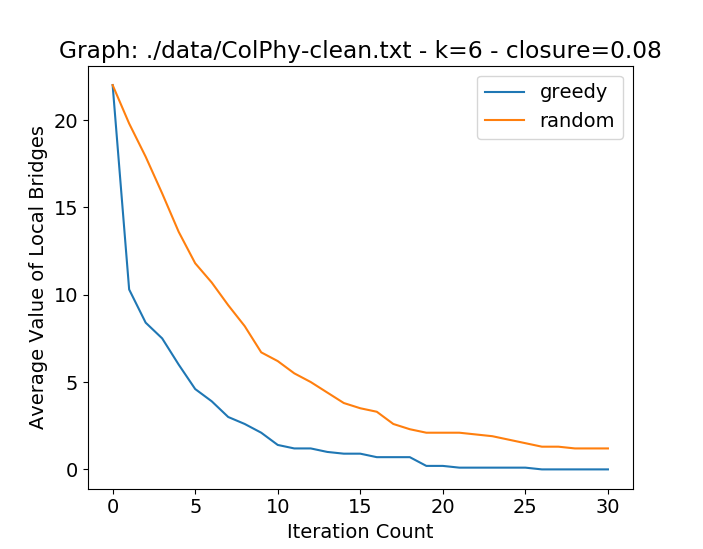 Graph: ./data/ColPhy-clean.txt - k=6 - closure=0.08
greedy
random
Average Value of Local Bridges
20
15
10
5
0
0 5 10 15 20 25 30
Iteration Count